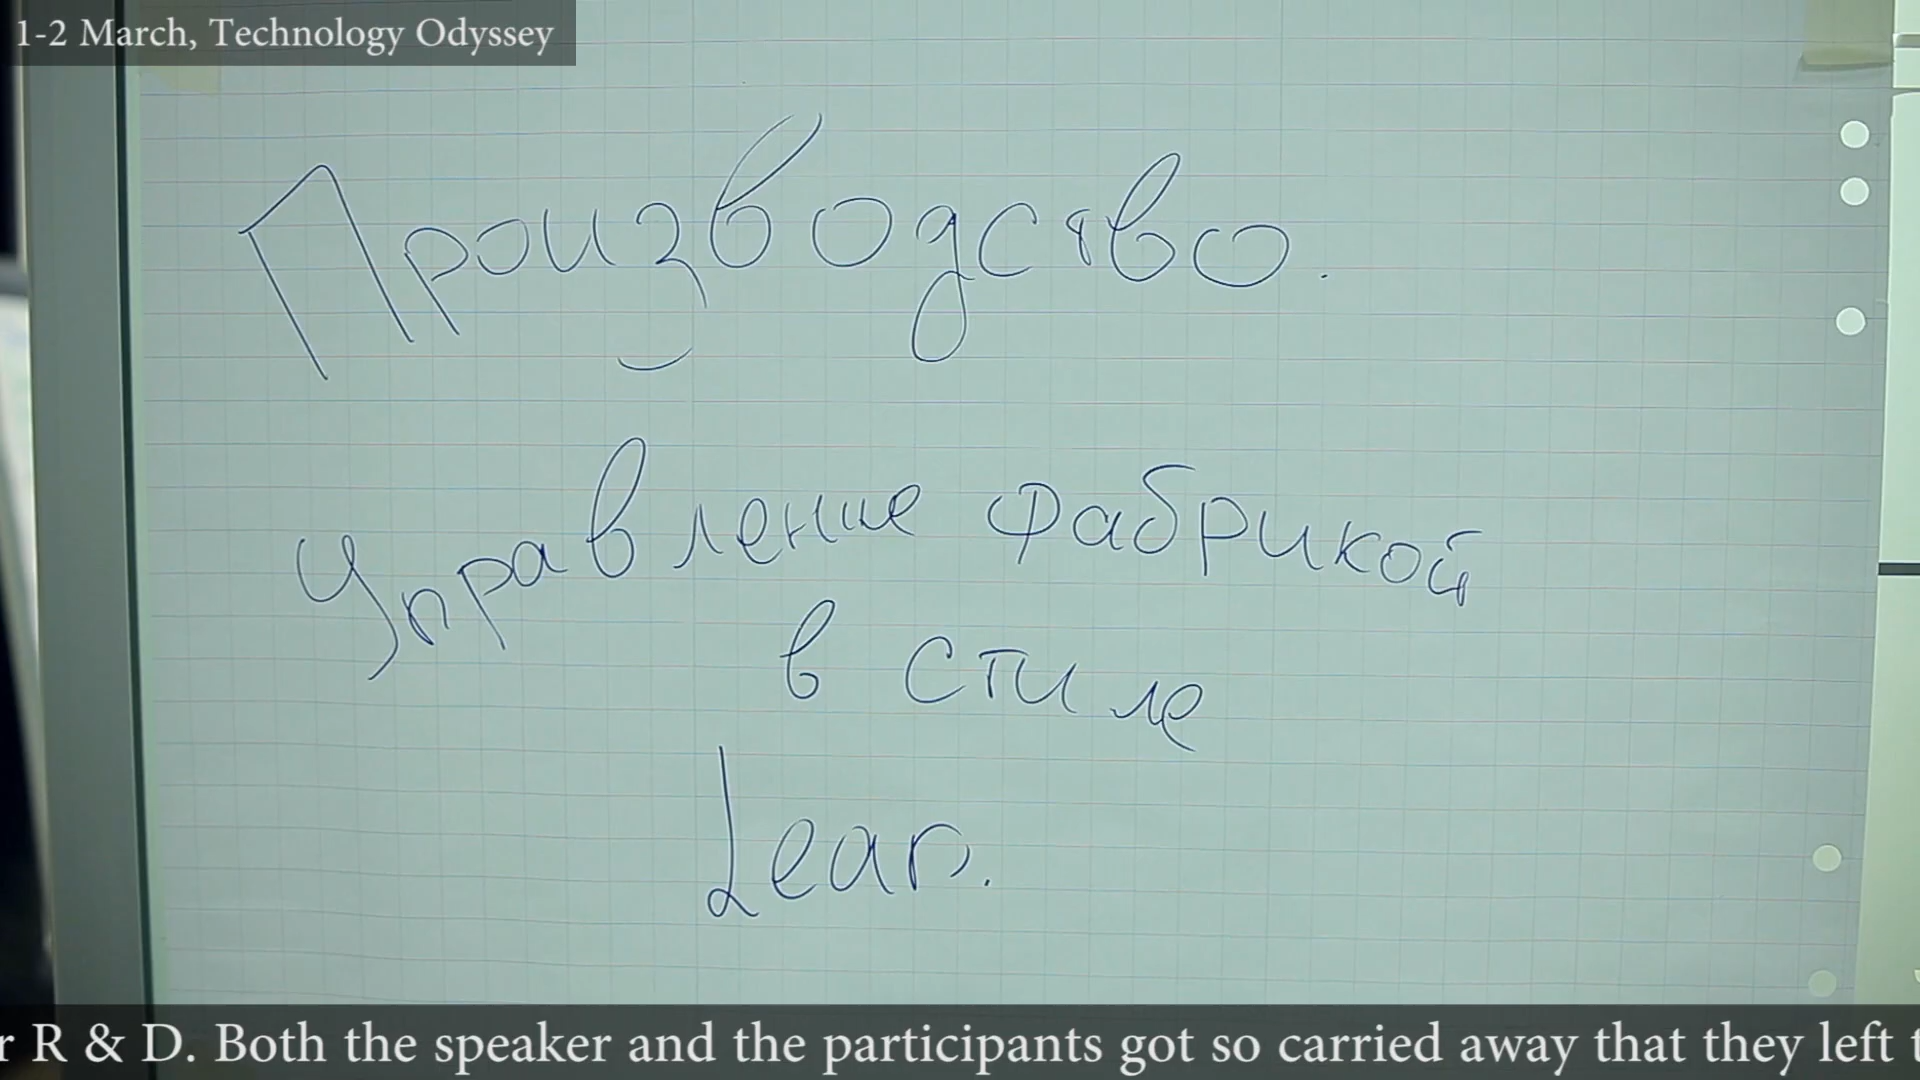 1-2 March, Technology Odyssey
Производство.
Управление фабрикой
в стиле
Lean.
r R & D. Both the speaker and the participants got so carried away that they left t